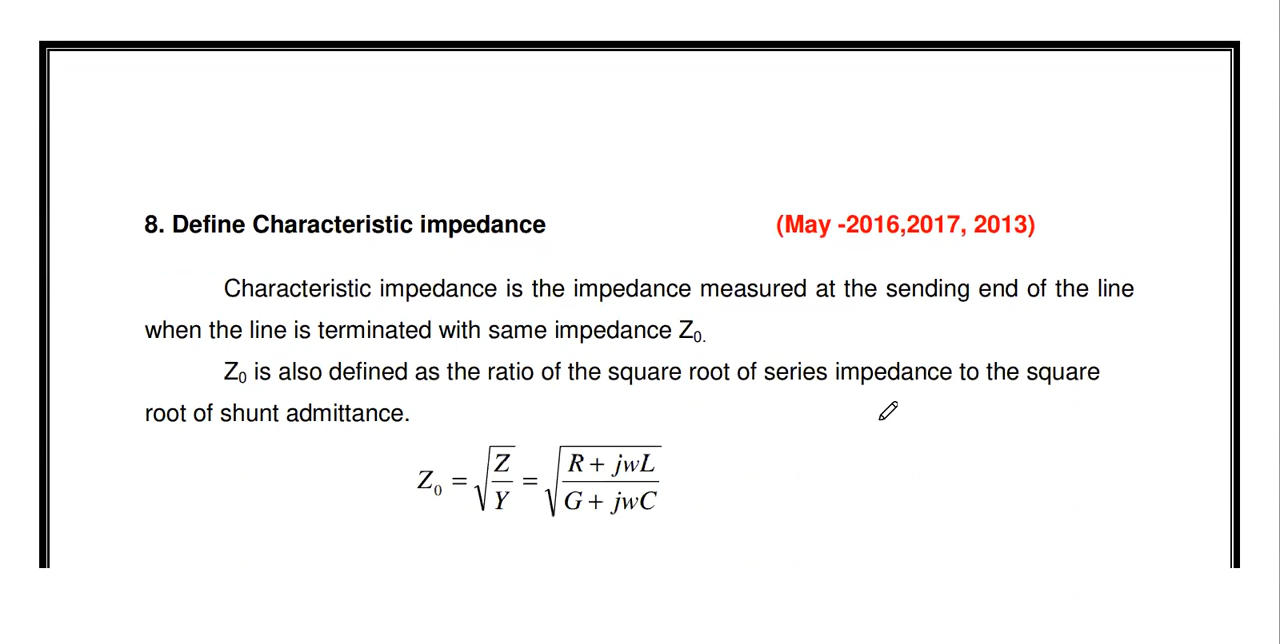 8. Define Characteristic impedance (May -2016,2017, 2013)
Characteristic impedance is the impedance measured at the sending end of the line
when the line is terminated with same impedance Z₀.
Z₀ is also defined as the ratio of the square root of series impedance to the square
root of shunt admittance.
Z₀ = √(Z/Y) = √((R + jwL)/(G + jwC))